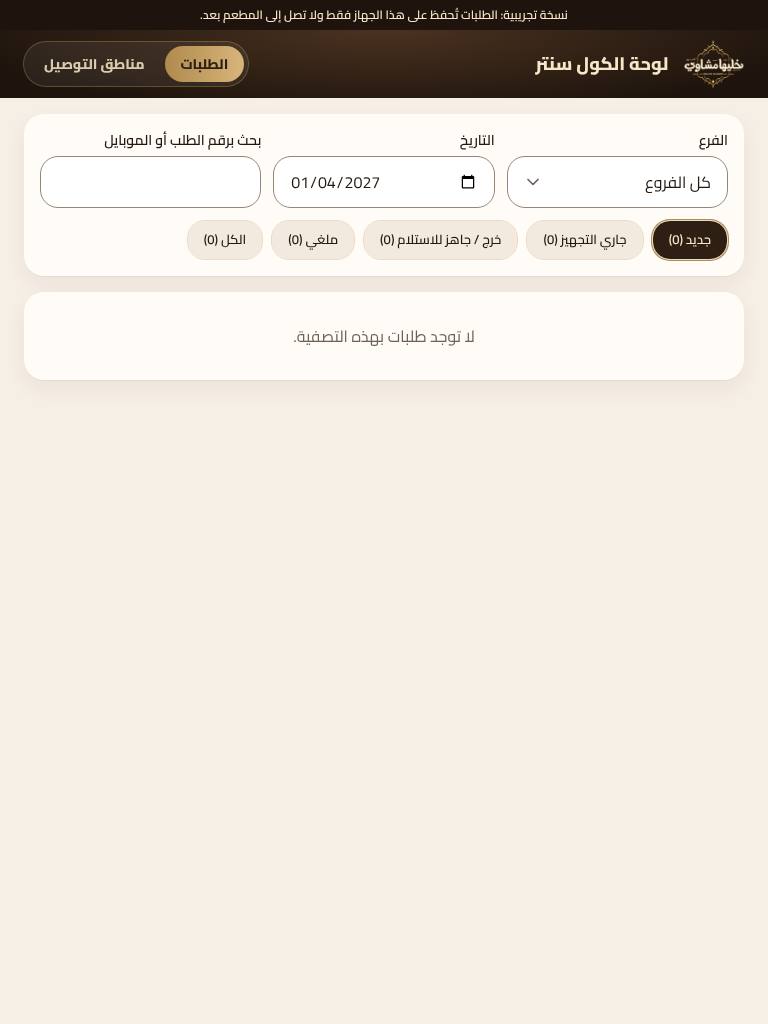 نسخة تجريبية: الطلبات تُحفظ على هذا الجهاز فقط ولا تصل إلى المطعم بعد.
خليها مشاوي
لوحة الكول سنتر
الطلبات
مناطق التوصيل
الفرع
التاريخ
بحث برقم الطلب أو الموبايل
كل الفروع
01/04/2027
جديد (0)
جاري التجهيز (0)
خرج / جاهز للاستلام (0)
ملغي (0)
الكل (0)
لا توجد طلبات بهذه التصفية.